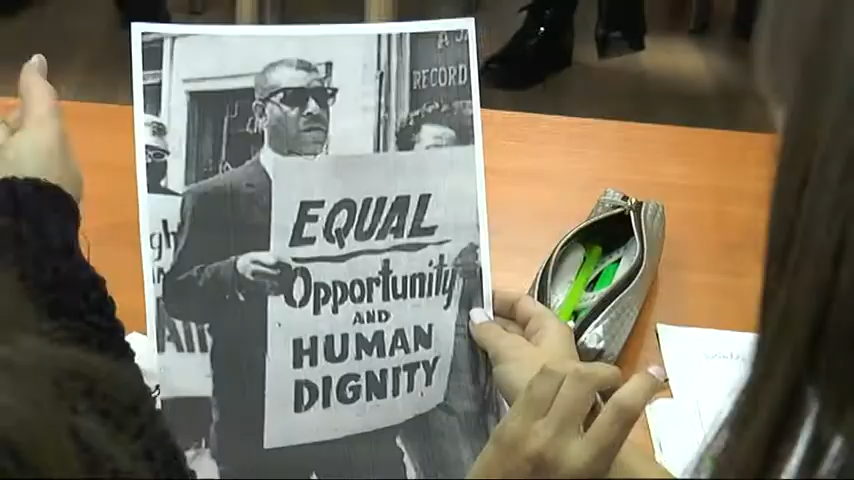 RECORD
EQUAL
Opportunity
AND
HUMAN
DIGNITY